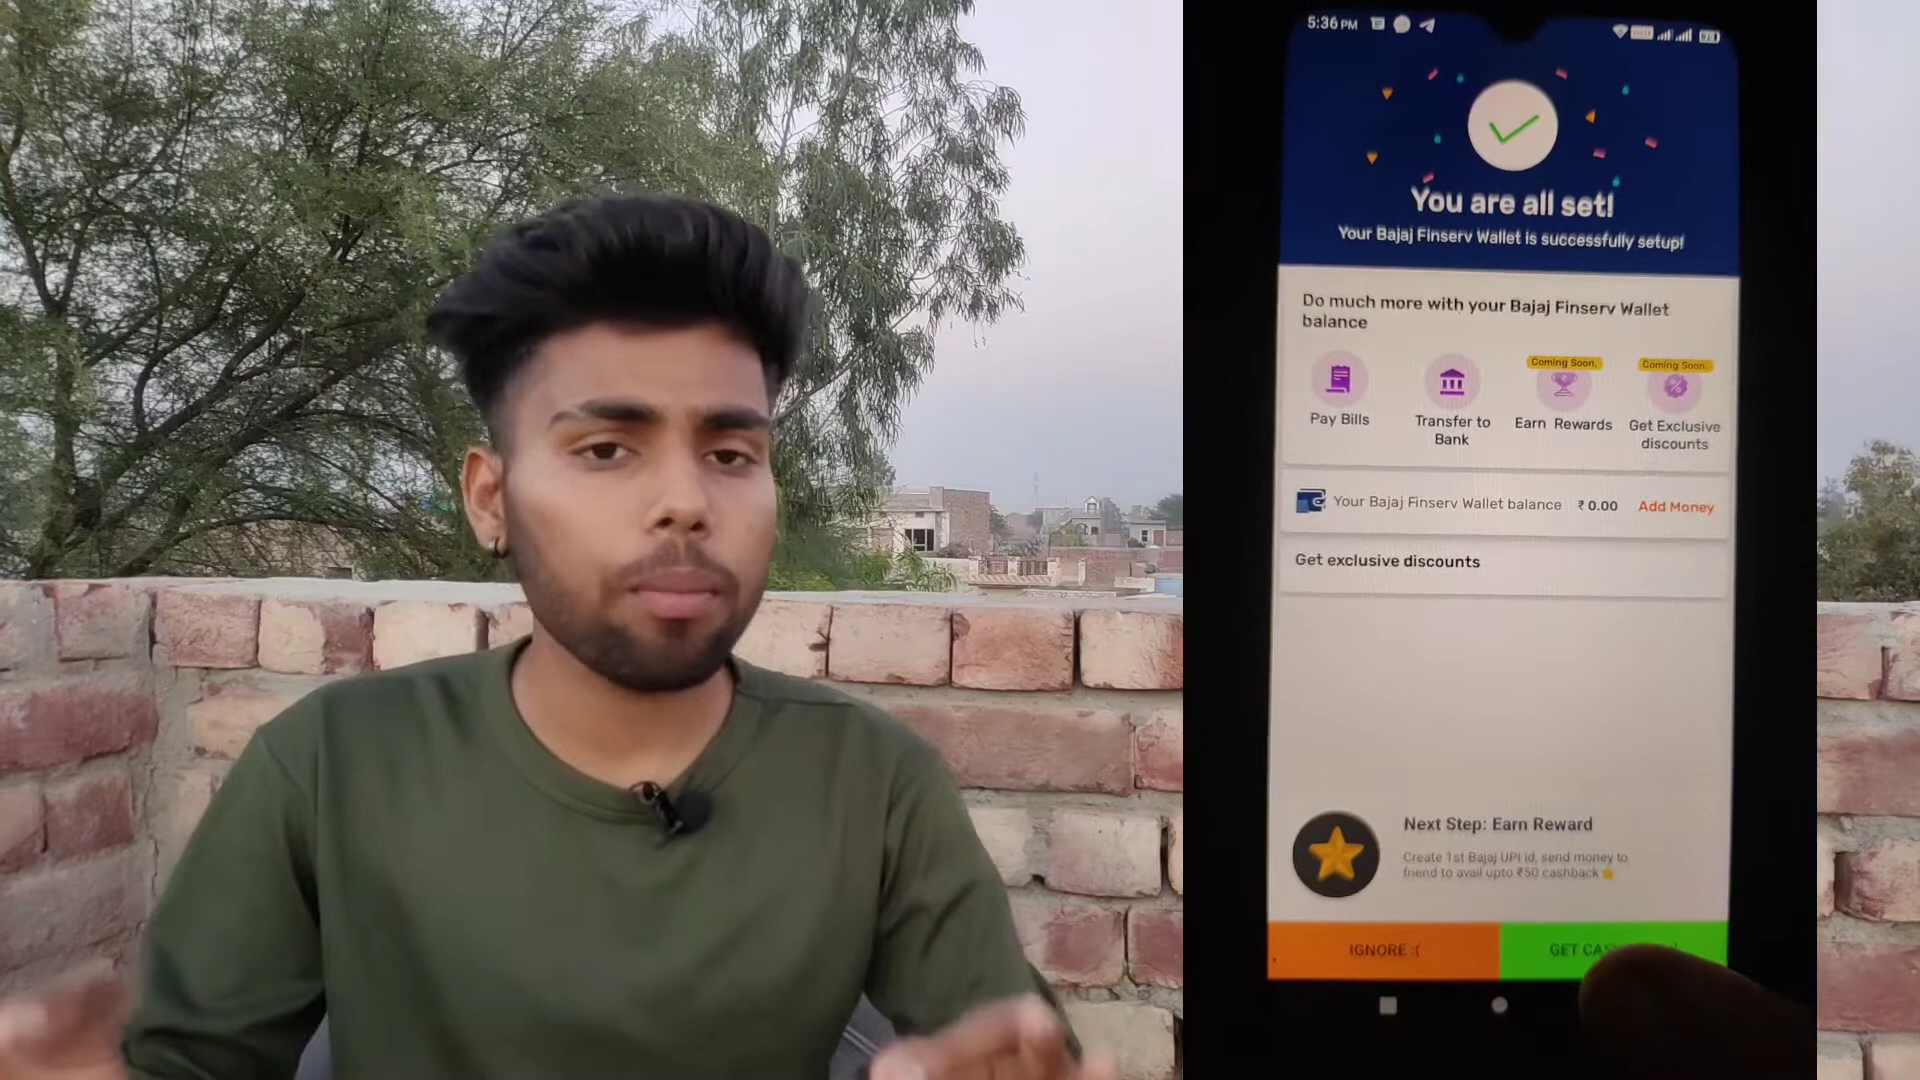 5:36 PM
You are all set!
Your Bajaj Finserv Wallet is successfully setup!
Do much more with your Bajaj Finserv Wallet
balance
Coming Soon. Coming Soon.
Pay Bills Transfer to Earn Rewards Get Exclusive
Bank discounts
Your Bajaj Finserv Wallet balance ₹ 0.00 Add Money
Get exclusive discounts
Next Step: Earn Reward
Create 1st Bajaj UPI id, send money to
friend to avail upto ₹50 cashback
IGNORE :( GET